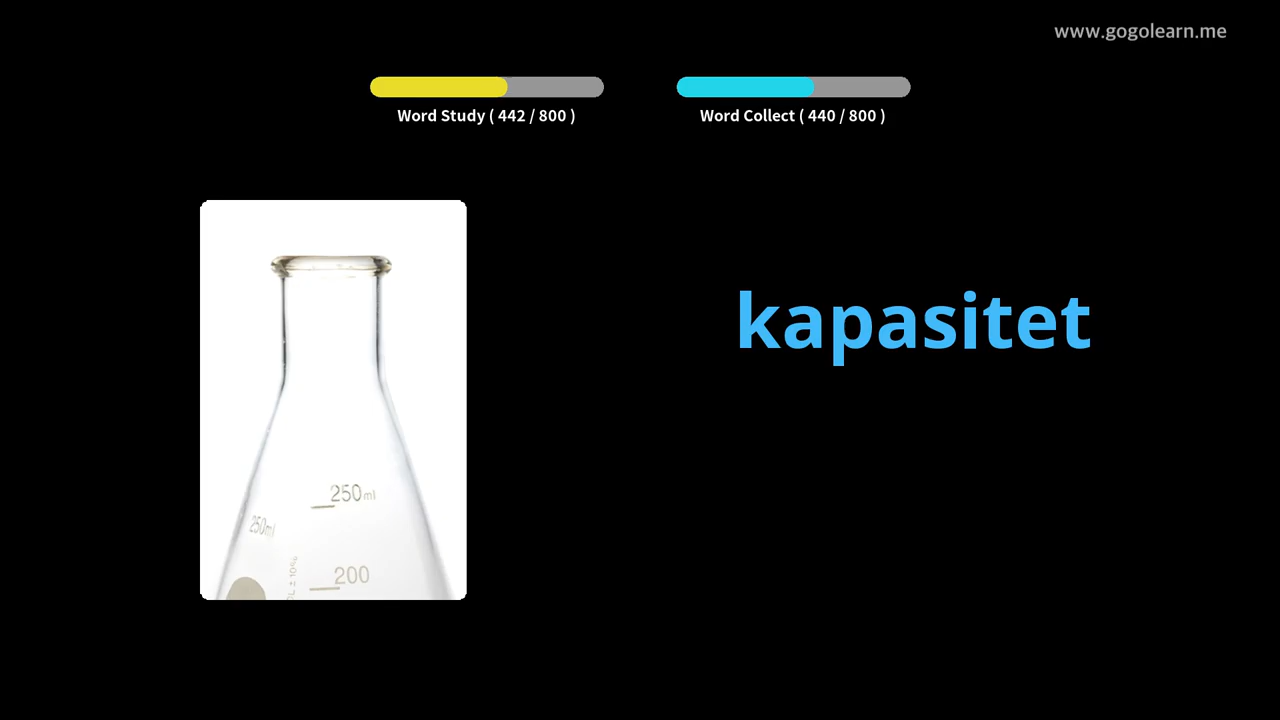 www.gogolearn.me
Word Study ( 442 / 800 )
Word Collect ( 440 / 800 )
kapasitet
250ml
250ml
200